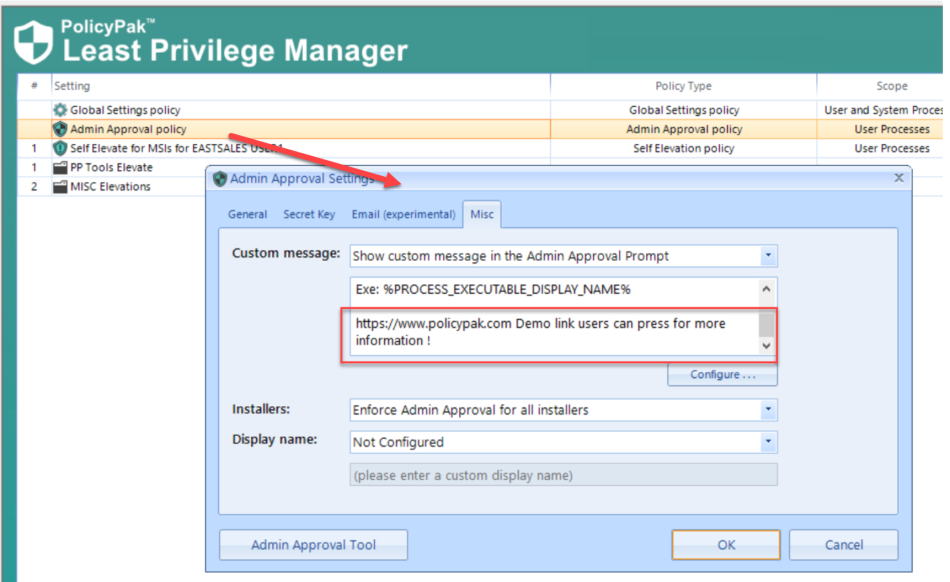 PolicyPak™
Least Privilege Manager
# Setting Policy Type Scope
Global Settings policy Global Settings policy User and System Proces
Admin Approval policy Admin Approval policy User Processes
1 Self Elevate for MSIs for EASTSALES USER1 Self Elevation policy User Processes
1 PP Tools Elevate
2 MISC Elevations
Admin Approval Settings x
General Secret Key Email (experimental) Misc
Custom message: Show custom message in the Admin Approval Prompt
Exe: %PROCESS_EXECUTABLE_DISPLAY_NAME%
https://www.policypak.com Demo link users can press for more
information !
Configure ...
Installers: Enforce Admin Approval for all installers
Display name: Not Configured
(please enter a custom display name)
Admin Approval Tool OK Cancel